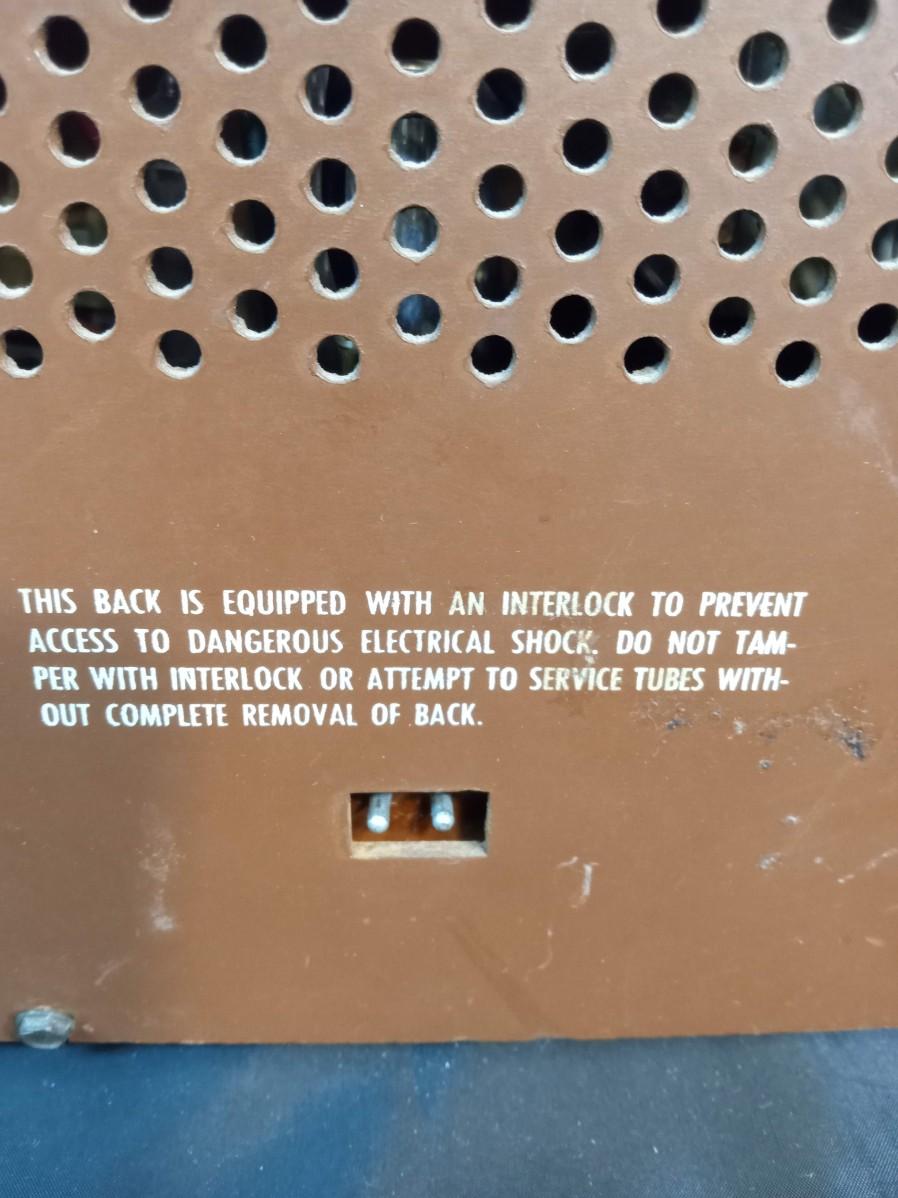 THIS BACK IS EQUIPPED WITH AN INTERLOCK TO PREVENT
ACCESS TO DANGEROUS ELECTRICAL SHOCK. DO NOT TAM-
PER WITH INTERLOCK OR ATTEMPT TO SERVICE TUBES WITH-
OUT COMPLETE REMOVAL OF BACK.